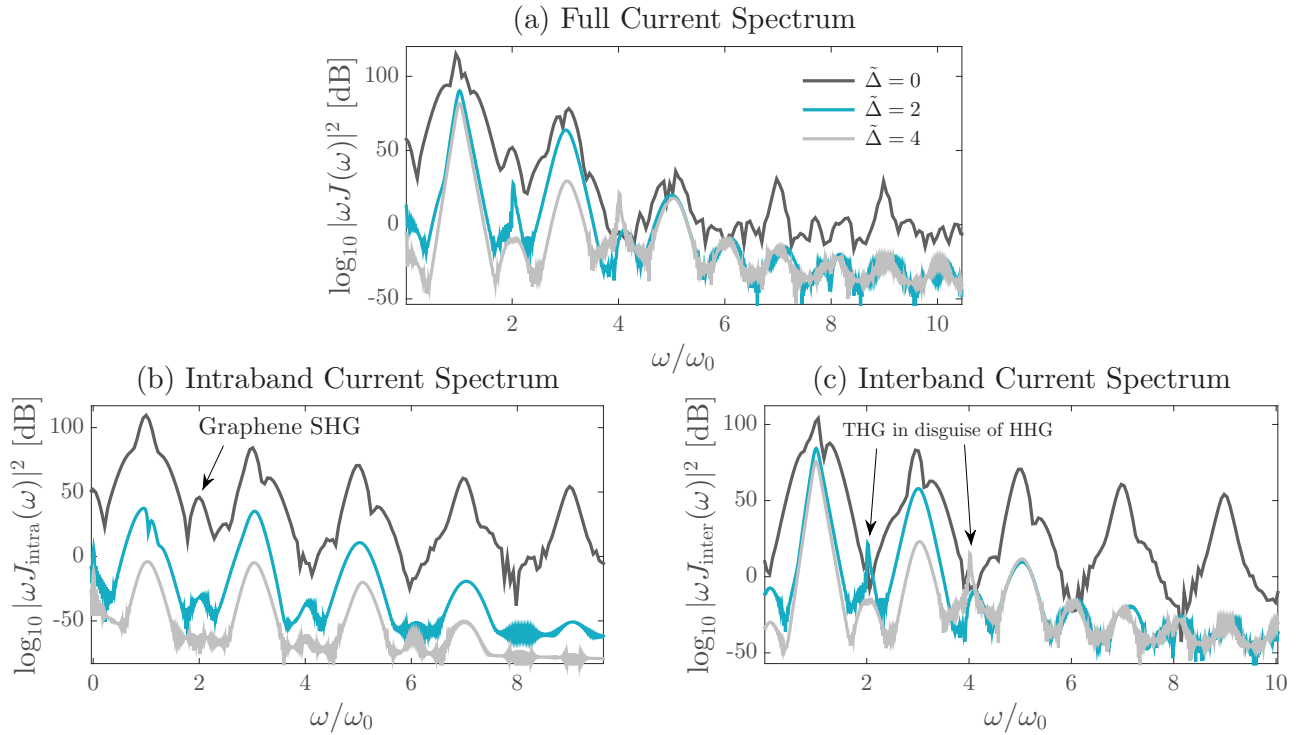 (a) Full Current Spectrum
log₁₀ |ωJ(ω)|² [dB]
100
50
0
-50
Δ̃ = 0
Δ̃ = 2
Δ̃ = 4
2
4
6
8
10
ω/ω₀
(b) Intraband Current Spectrum
log₁₀ |ωJ_intra(ω)|² [dB]
100
50
0
-50
Graphene SHG
0
2
4
6
8
ω/ω₀
(c) Interband Current Spectrum
log₁₀ |ωJ_inter(ω)|² [dB]
100
50
0
-50
THG in disguise of HHG
2
4
6
8
10
ω/ω₀